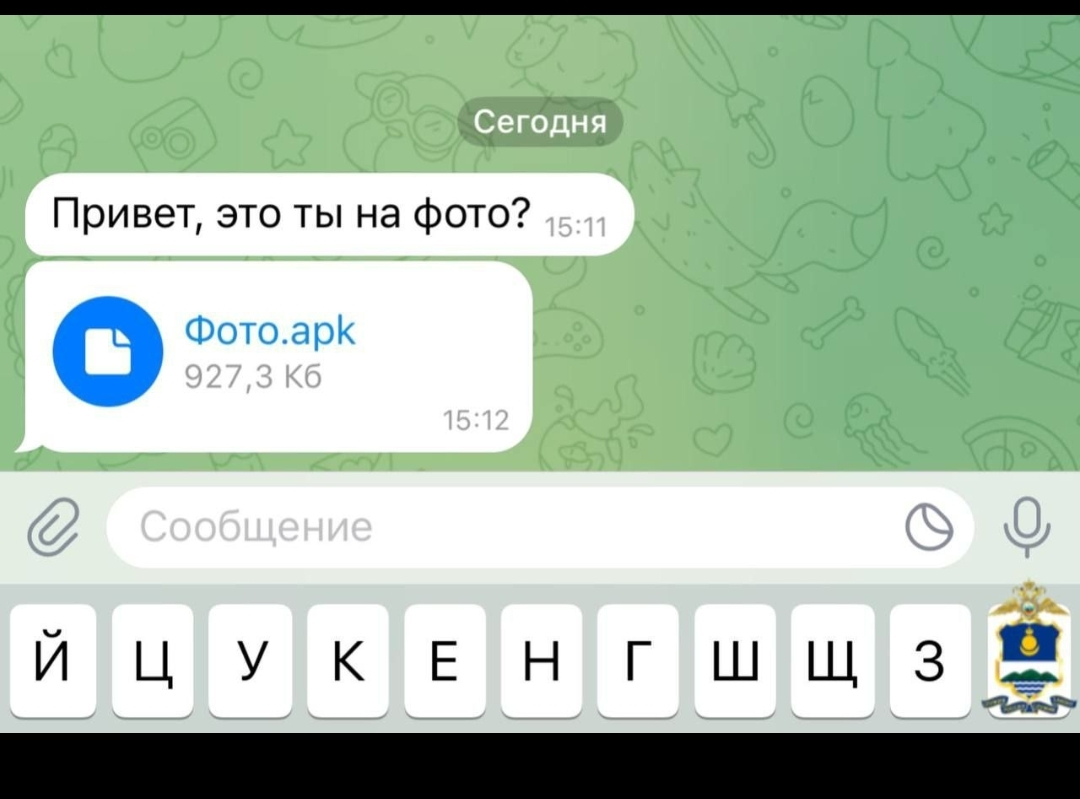 Сегодня
Привет, это ты на фото? 15:11
Фото.apk
927,3 Кб
15:12
Сообщение
Й Ц У К Е Н Г Ш Щ З